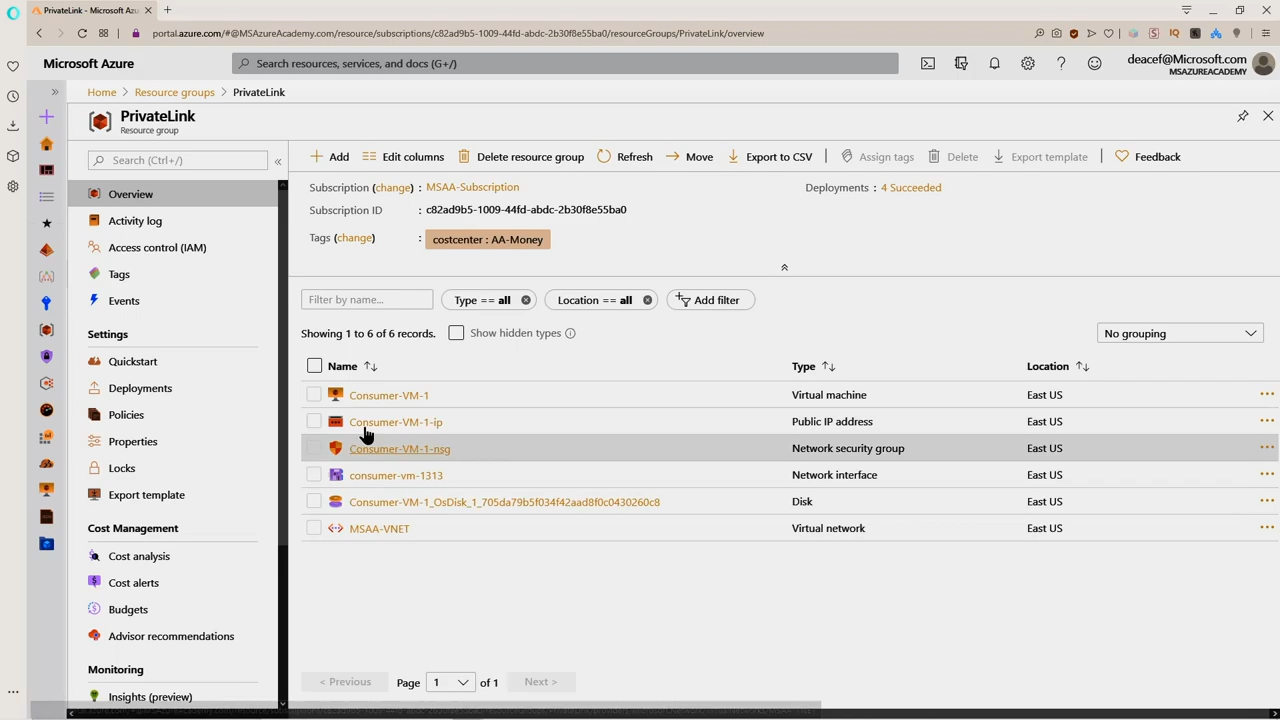 PrivateLink - Microsoft Azure
portal.azure.com/#@MSAzureAcademy.com/resource/subscriptions/c82ad9b5-1009-44fd-abdc-2b30f8e55ba0/resourceGroups/PrivateLink/overview
Microsoft Azure
Search resources, services, and docs (G+/)
deacef@Microsoft.com
MSAZUREACADEMY
Home > Resource groups > PrivateLink
PrivateLink
Resource group
Search (Ctrl+/)
Overview
Activity log
Access control (IAM)
Tags
Events
Settings
Quickstart
Deployments
Policies
Properties
Locks
Export template
Cost Management
Cost analysis
Cost alerts
Budgets
Advisor recommendations
Monitoring
Insights (preview)
Add
Edit columns
Delete resource group
Refresh
Move
Export to CSV
Assign tags
Delete
Export template
Feedback
Subscription (change) : MSAA-Subscription
Deployments : 4 Succeeded
Subscription ID : c82ad9b5-1009-44fd-abdc-2b30f8e55ba0
Tags (change) : costcenter : AA-Money
Filter by name...
Type == all
Location == all
Add filter
Showing 1 to 6 of 6 records.
Show hidden types
No grouping
Name Type Location
Consumer-VM-1 Virtual machine East US
Consumer-VM-1-ip Public IP address East US
Consumer-VM-1-nsg Network security group East US
consumer-vm-1313 Network interface East US
Consumer-VM-1_OsDisk_1_705da79b5f034f42aad8f0c0430260c8 Disk East US
MSAA-VNET Virtual network East US
< Previous Page 1 of 1 Next >